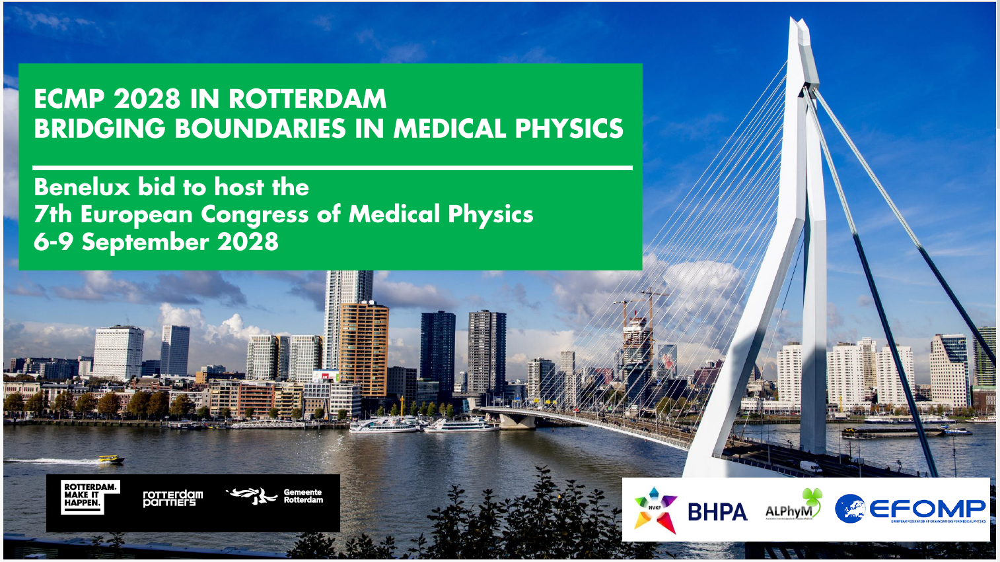 ECMP 2028 IN ROTTERDAM
BRIDGING BOUNDARIES IN MEDICAL PHYSICS
Benelux bid to host the
7th European Congress of Medical Physics
6-9 September 2028
ROTTERDAM.
MAKE IT
HAPPEN.
rotterdam
partners
Gemeente
Rotterdam
NVKF
BHPA
ALPhyM
EFOMP
EUROPEAN FEDERATION OF ORGANISATIONS FOR MEDICAL PHYSICS